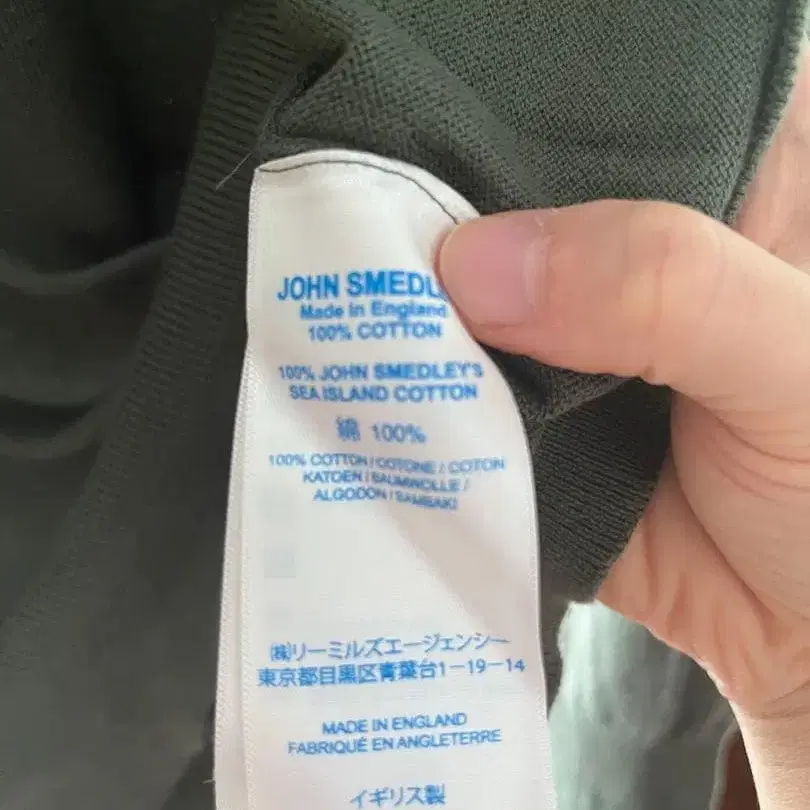 JOHN SMEDL
Made in England
100% COTTON
100% JOHN SMEDLEY'S
SEA ISLAND COTTON
綿 100%
100% COTTON / COTONE / COTON
KATOEN / BAUMWOLLE /
ALGODON / BAMBAKI
㈱リーミルズエージェンシー
東京都目黒区青葉台1-19-14
MADE IN ENGLAND
FABRIQUÉ EN ANGLETERRE
イギリス製